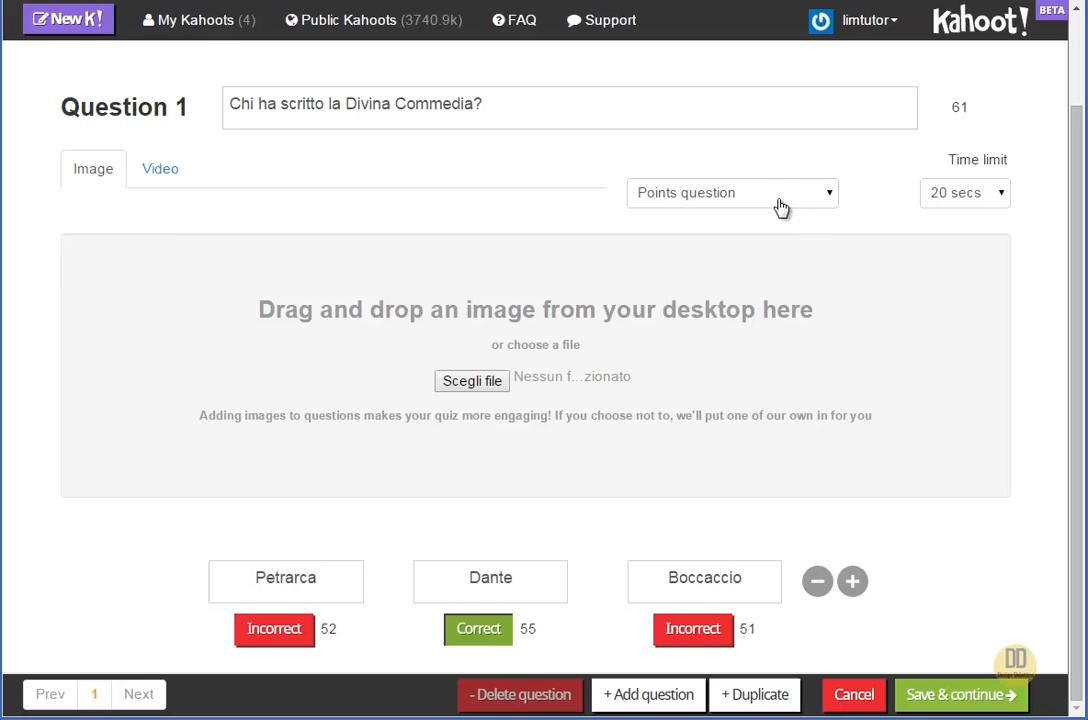 New K! My Kahoots (4) Public Kahoots (3740.9k) FAQ Support limtutor Kahoot! BETA
Question 1 Chi ha scritto la Divina Commedia? 61
Time limit
Image Video
Points question 20 secs
Drag and drop an image from your desktop here
or choose a file
Scegli file Nessun f...zionato
Adding images to questions makes your quiz more engaging! If you choose not to, we'll put one of our own in for you
Petrarca Dante Boccaccio
Incorrect 52 Correct 55 Incorrect 51
DD
Prev 1 Next - Delete question + Add question + Duplicate Cancel Save & continue